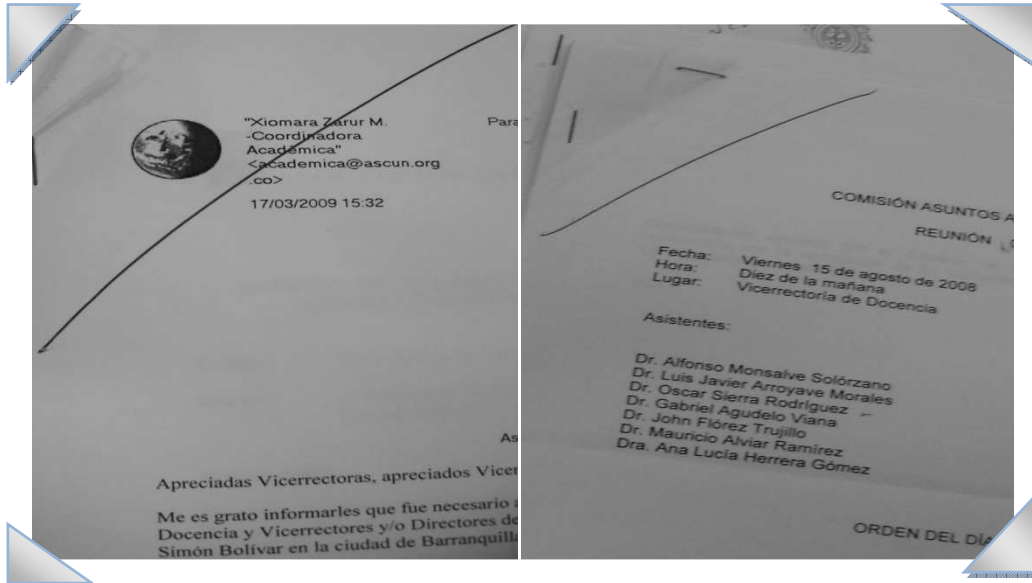 "Xiomara Zarur M.
-Coordinadora
Académica"
<academica@ascun.org
.co>
17/03/2009 15:32
Para
As
Apreciadas Vicerrectoras, apreciados Vicer
Me es grato informarles que fue necesario a
Docencia y Vicerrectores y/o Directores de
Simón Bolívar en la ciudad de Barranquilla
COMISIÓN ASUNTOS A
REUNIÓN
Fecha: Viernes 15 de agosto de 2008
Hora: Diez de la mañana
Lugar: Vicerrectoría de Docencia
Asistentes:
Dr. Alfonso Monsalve Solórzano
Dr. Luis Javier Arroyave Morales
Dr. Oscar Sierra Rodríguez
Dr. Gabriel Agudelo Viana
Dr. John Flórez Trujillo
Dr. Mauricio Alviar Ramírez
Dra. Ana Lucía Herrera Gómez
ORDEN DEL DÍA